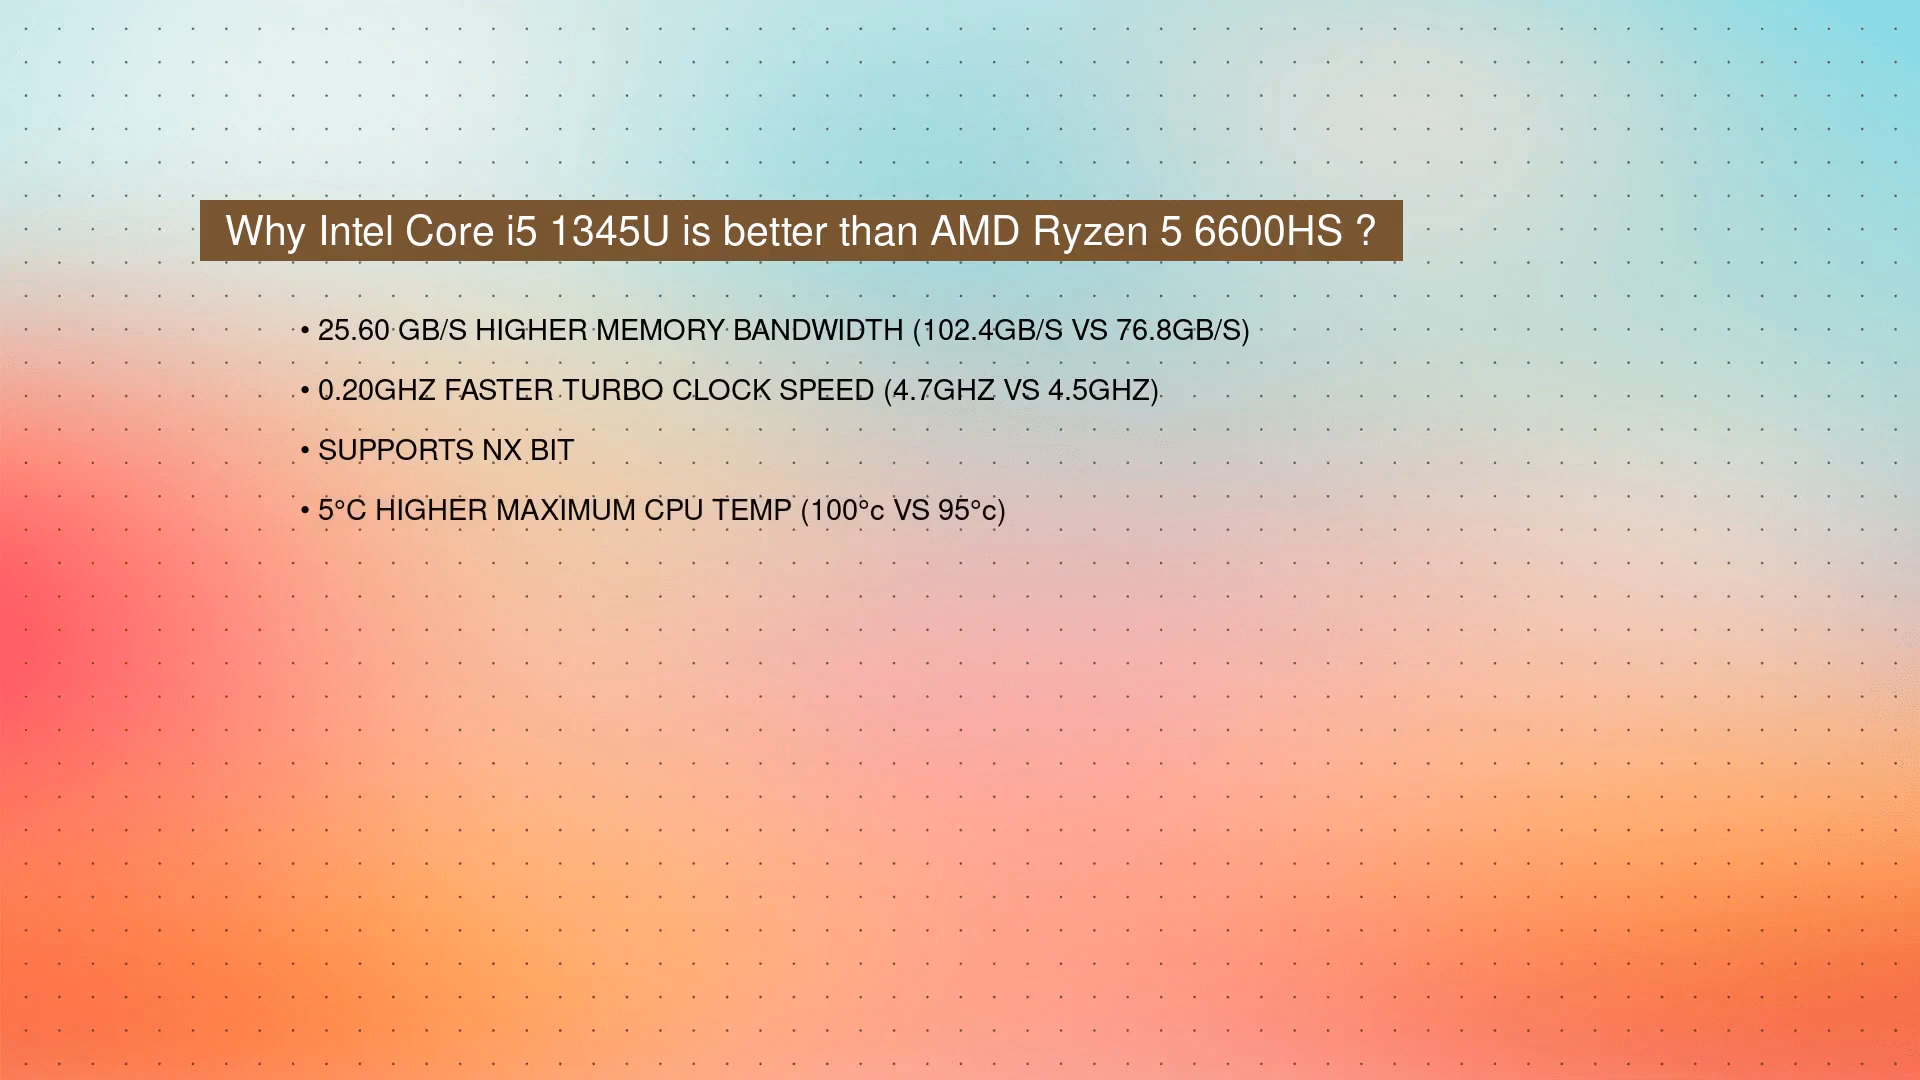 Why Intel Core i5 1345U is better than AMD Ryzen 5 6600HS ?
• 25.60 GB/S HIGHER MEMORY BANDWIDTH (102.4GB/S VS 76.8GB/S)
• 0.20GHZ FASTER TURBO CLOCK SPEED (4.7GHZ VS 4.5GHZ)
• SUPPORTS NX BIT
• 5°C HIGHER MAXIMUM CPU TEMP (100°c VS 95°c)